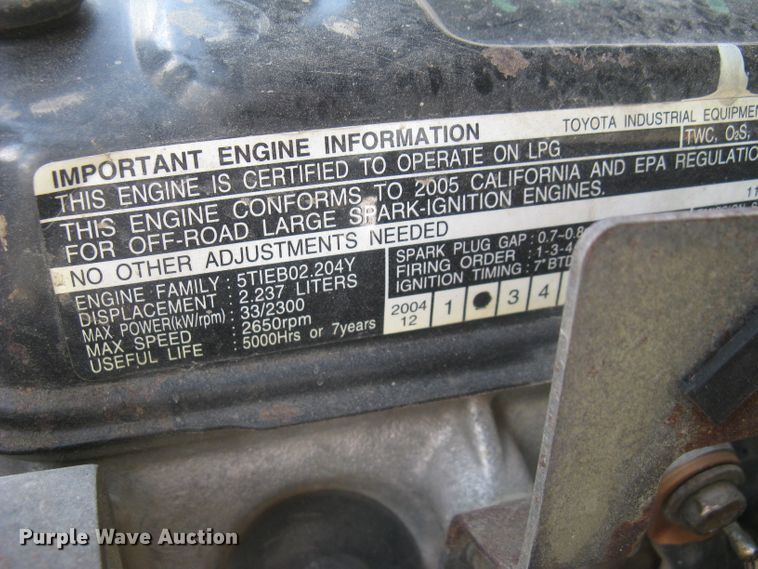 IMPORTANT ENGINE INFORMATION TOYOTA INDUSTRIAL
THIS ENGINE IS CERTIFIED TO OPERATE ON LPG TWC, O₂S,
THIS ENGINE CONFORMS TO 2005 CALIFORNIA AND EPA
FOR OFF-ROAD LARGE SPARK-IGNITION ENGINES.
NO OTHER ADJUSTMENTS NEEDED
ENGINE FAMILY : 5TIEB02.204Y
DISPLACEMENT : 2.237 LITERS
MAX POWER(kW/rpm) : 33/2300
MAX SPEED : 2650rpm
USEFUL LIFE : 5000Hrs or 7years
SPARK PLUG GAP : 0.7-0.8
FIRING ORDER : 1-3-4
IGNITION TIMING : 7°BTD
2004 12 1 3 4
Purple Wave Auction